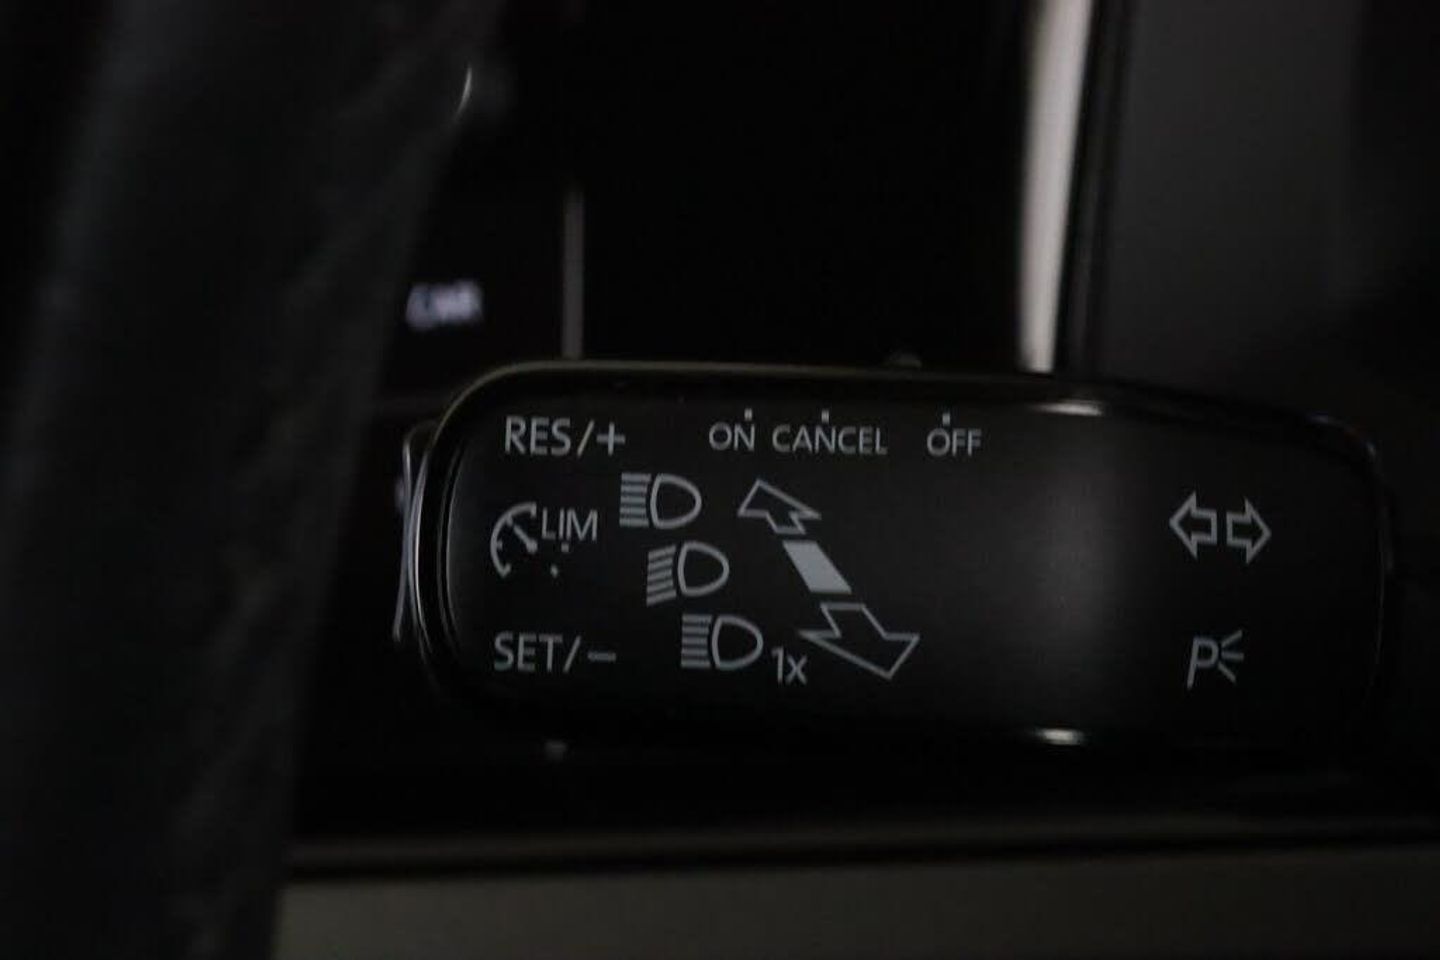 RES/+ ON CANCEL OFF
LIM
SET/- 1x
P